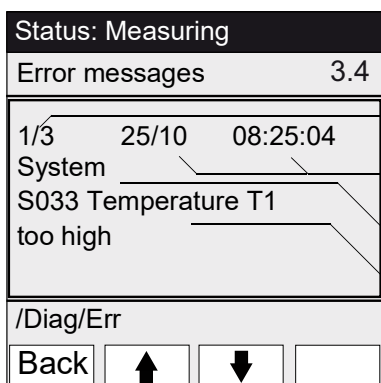 Status: Measuring
Error messages 3.4
1/3 25/10 08:25:04
System
S033 Temperature T1
too high
/Diag/Err
Back